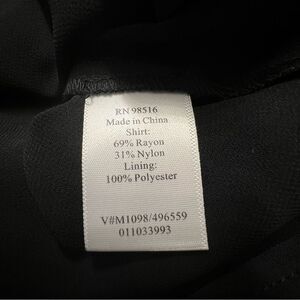 RN 98516
Made in China
Shirt:
69% Rayon
31% Nylon
Lining:
100% Polyester
V#M1098/496559
011033993